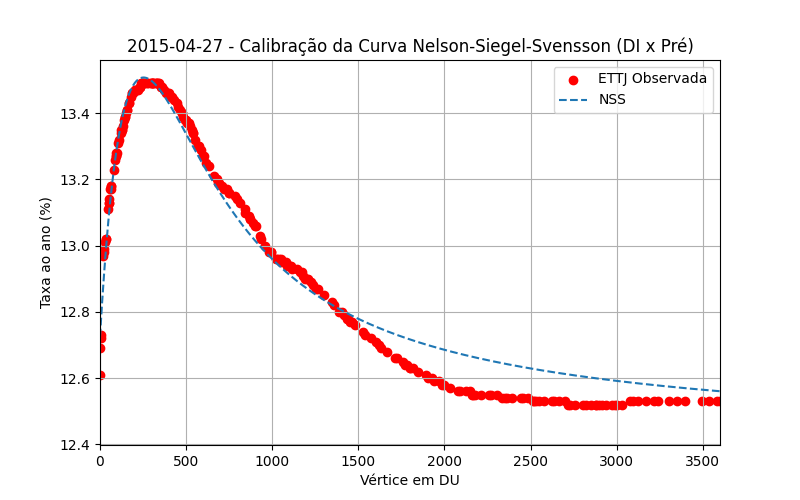 2015-04-27 - Calibração da Curva Nelson-Siegel-Svensson (DI x Pré)
ETTJ Observada
NSS
Taxa ao ano (%)
13.4
13.2
13.0
12.8
12.6
12.4
0 500 1000 1500 2000 2500 3000 3500
Vértice em DU